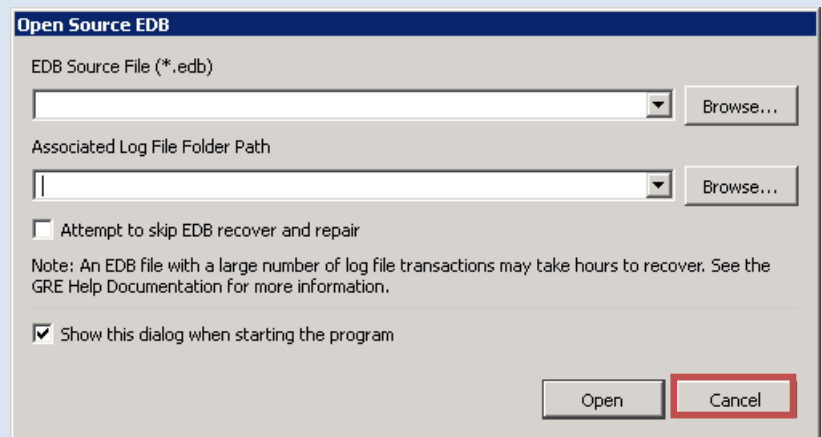 Open Source EDB
EDB Source File (*.edb)
Browse...
Associated Log File Folder Path
Browse...
Attempt to skip EDB recover and repair
Note: An EDB file with a large number of log file transactions may take hours to recover. See the
GRE Help Documentation for more information.
Show this dialog when starting the program
Open Cancel